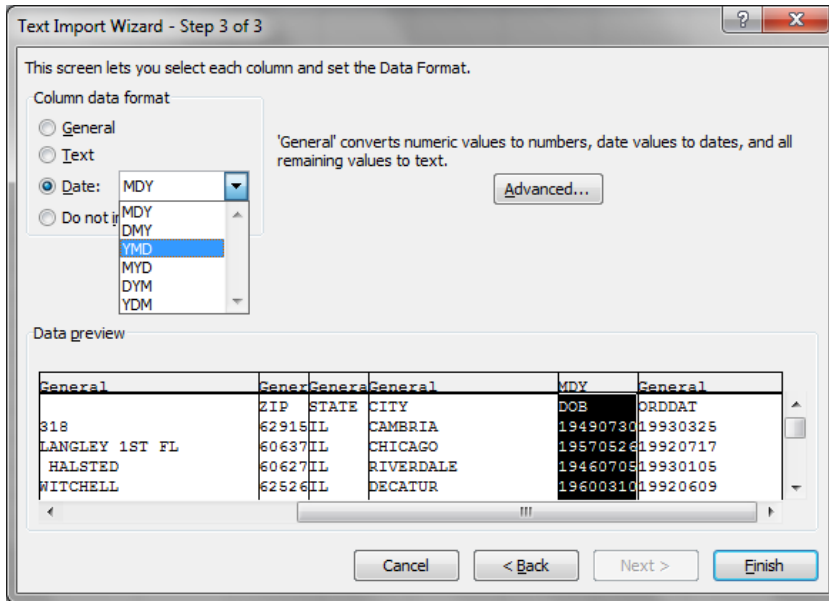 Text Import Wizard - Step 3 of 3
?
This screen lets you select each column and set the Data Format.
Column data format
General
Text
Date: MDY
Do not i
MDY
DMY
YMD
MYD
DYM
YDM
'General' converts numeric values to numbers, date values to dates, and all
remaining values to text.
Advanced...
Data preview
General Gener Genera General MDY General
ZIP STATE CITY DOB ORDDAT
318 62915 IL CAMBRIA 19490730 19930325
LANGLEY 1ST FL 60637 IL CHICAGO 19570526 19920717
HALSTED 60627 IL RIVERDALE 19460705 19930105
WITCHELL 62526 IL DECATUR 19600310 19920609
Cancel < Back Next > Finish